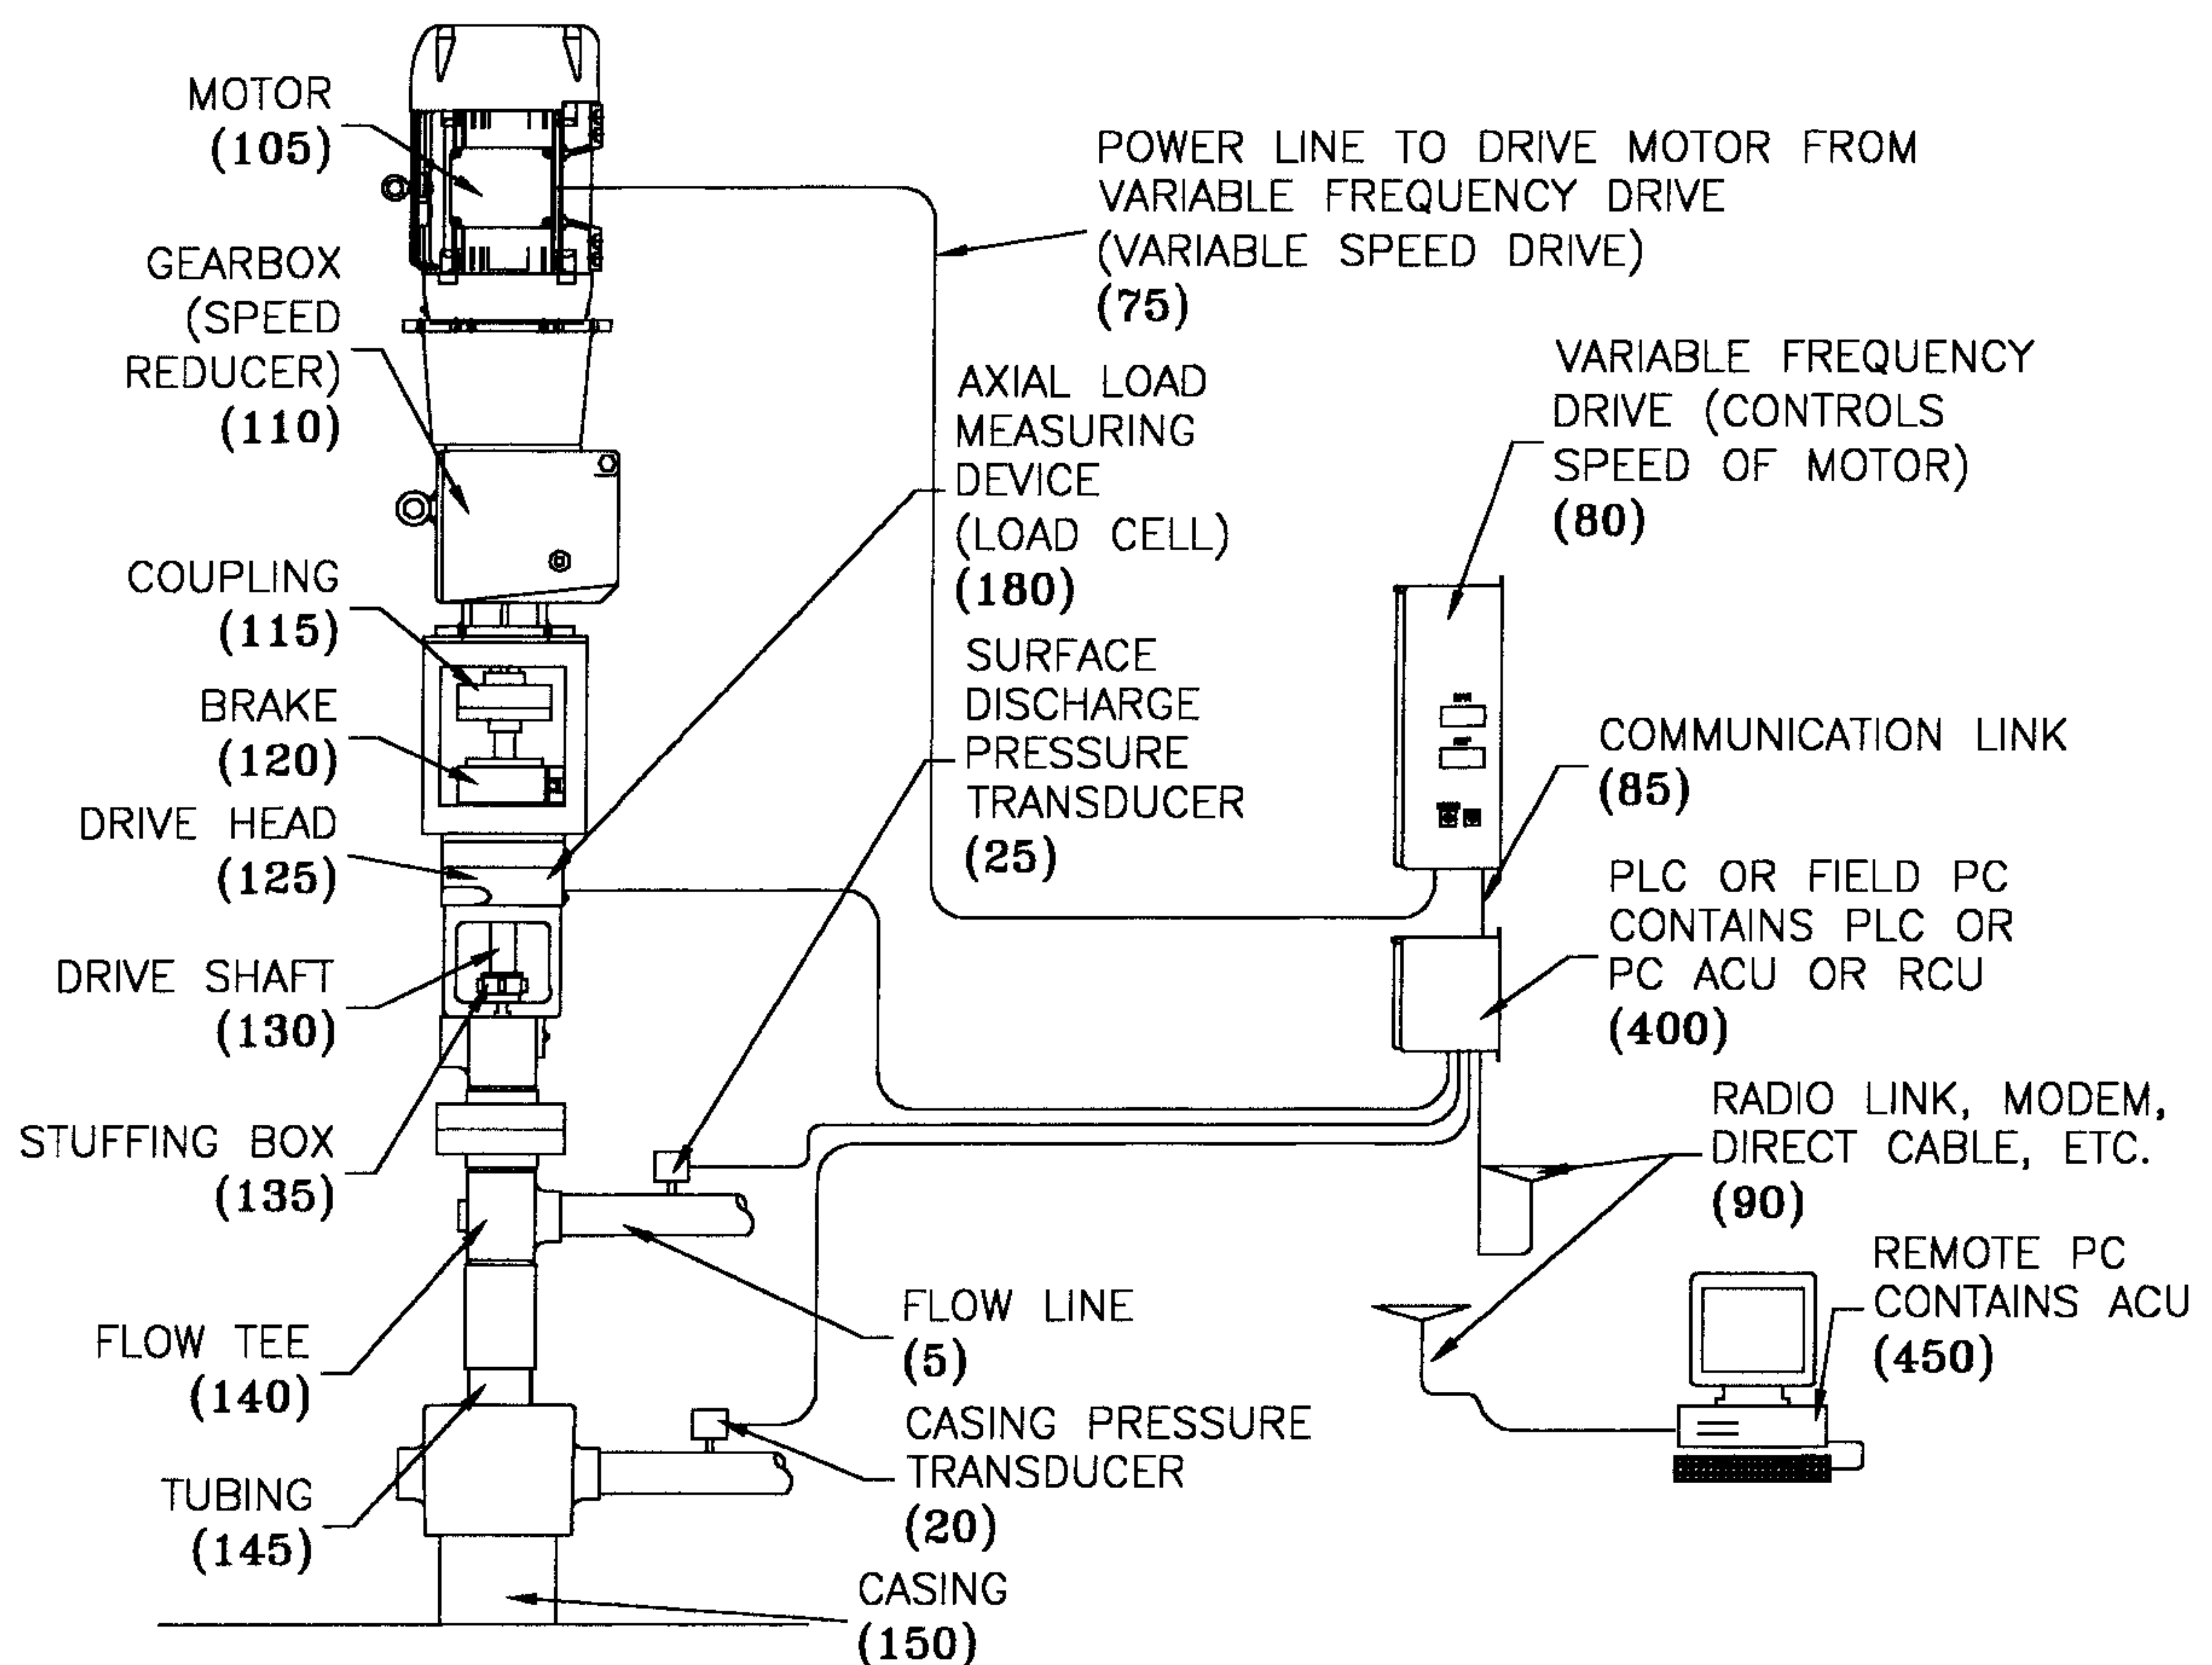 MOTOR
(105)
GEARBOX
(SPEED
REDUCER)
(110)
COUPLING
(115)
BRAKE
(120)
DRIVE HEAD
(125)
DRIVE SHAFT
(130)
STUFFING BOX
(135)
FLOW TEE
(140)
TUBING
(145)
POWER LINE TO DRIVE MOTOR FROM
VARIABLE FREQUENCY DRIVE
(VARIABLE SPEED DRIVE)
(75)
AXIAL LOAD
MEASURING
DEVICE
(LOAD CELL)
(180)
SURFACE
DISCHARGE
PRESSURE
TRANSDUCER
(25)
FLOW LINE
(5)
CASING PRESSURE
TRANSDUCER
(20)
CASING
(150)
VARIABLE FREQUENCY
DRIVE (CONTROLS
SPEED OF MOTOR)
(80)
COMMUNICATION LINK
(85)
PLC OR FIELD PC
CONTAINS PLC OR
PC ACU OR RCU
(400)
RADIO LINK, MODEM,
DIRECT CABLE, ETC.
(90)
REMOTE PC
CONTAINS ACU
(450)